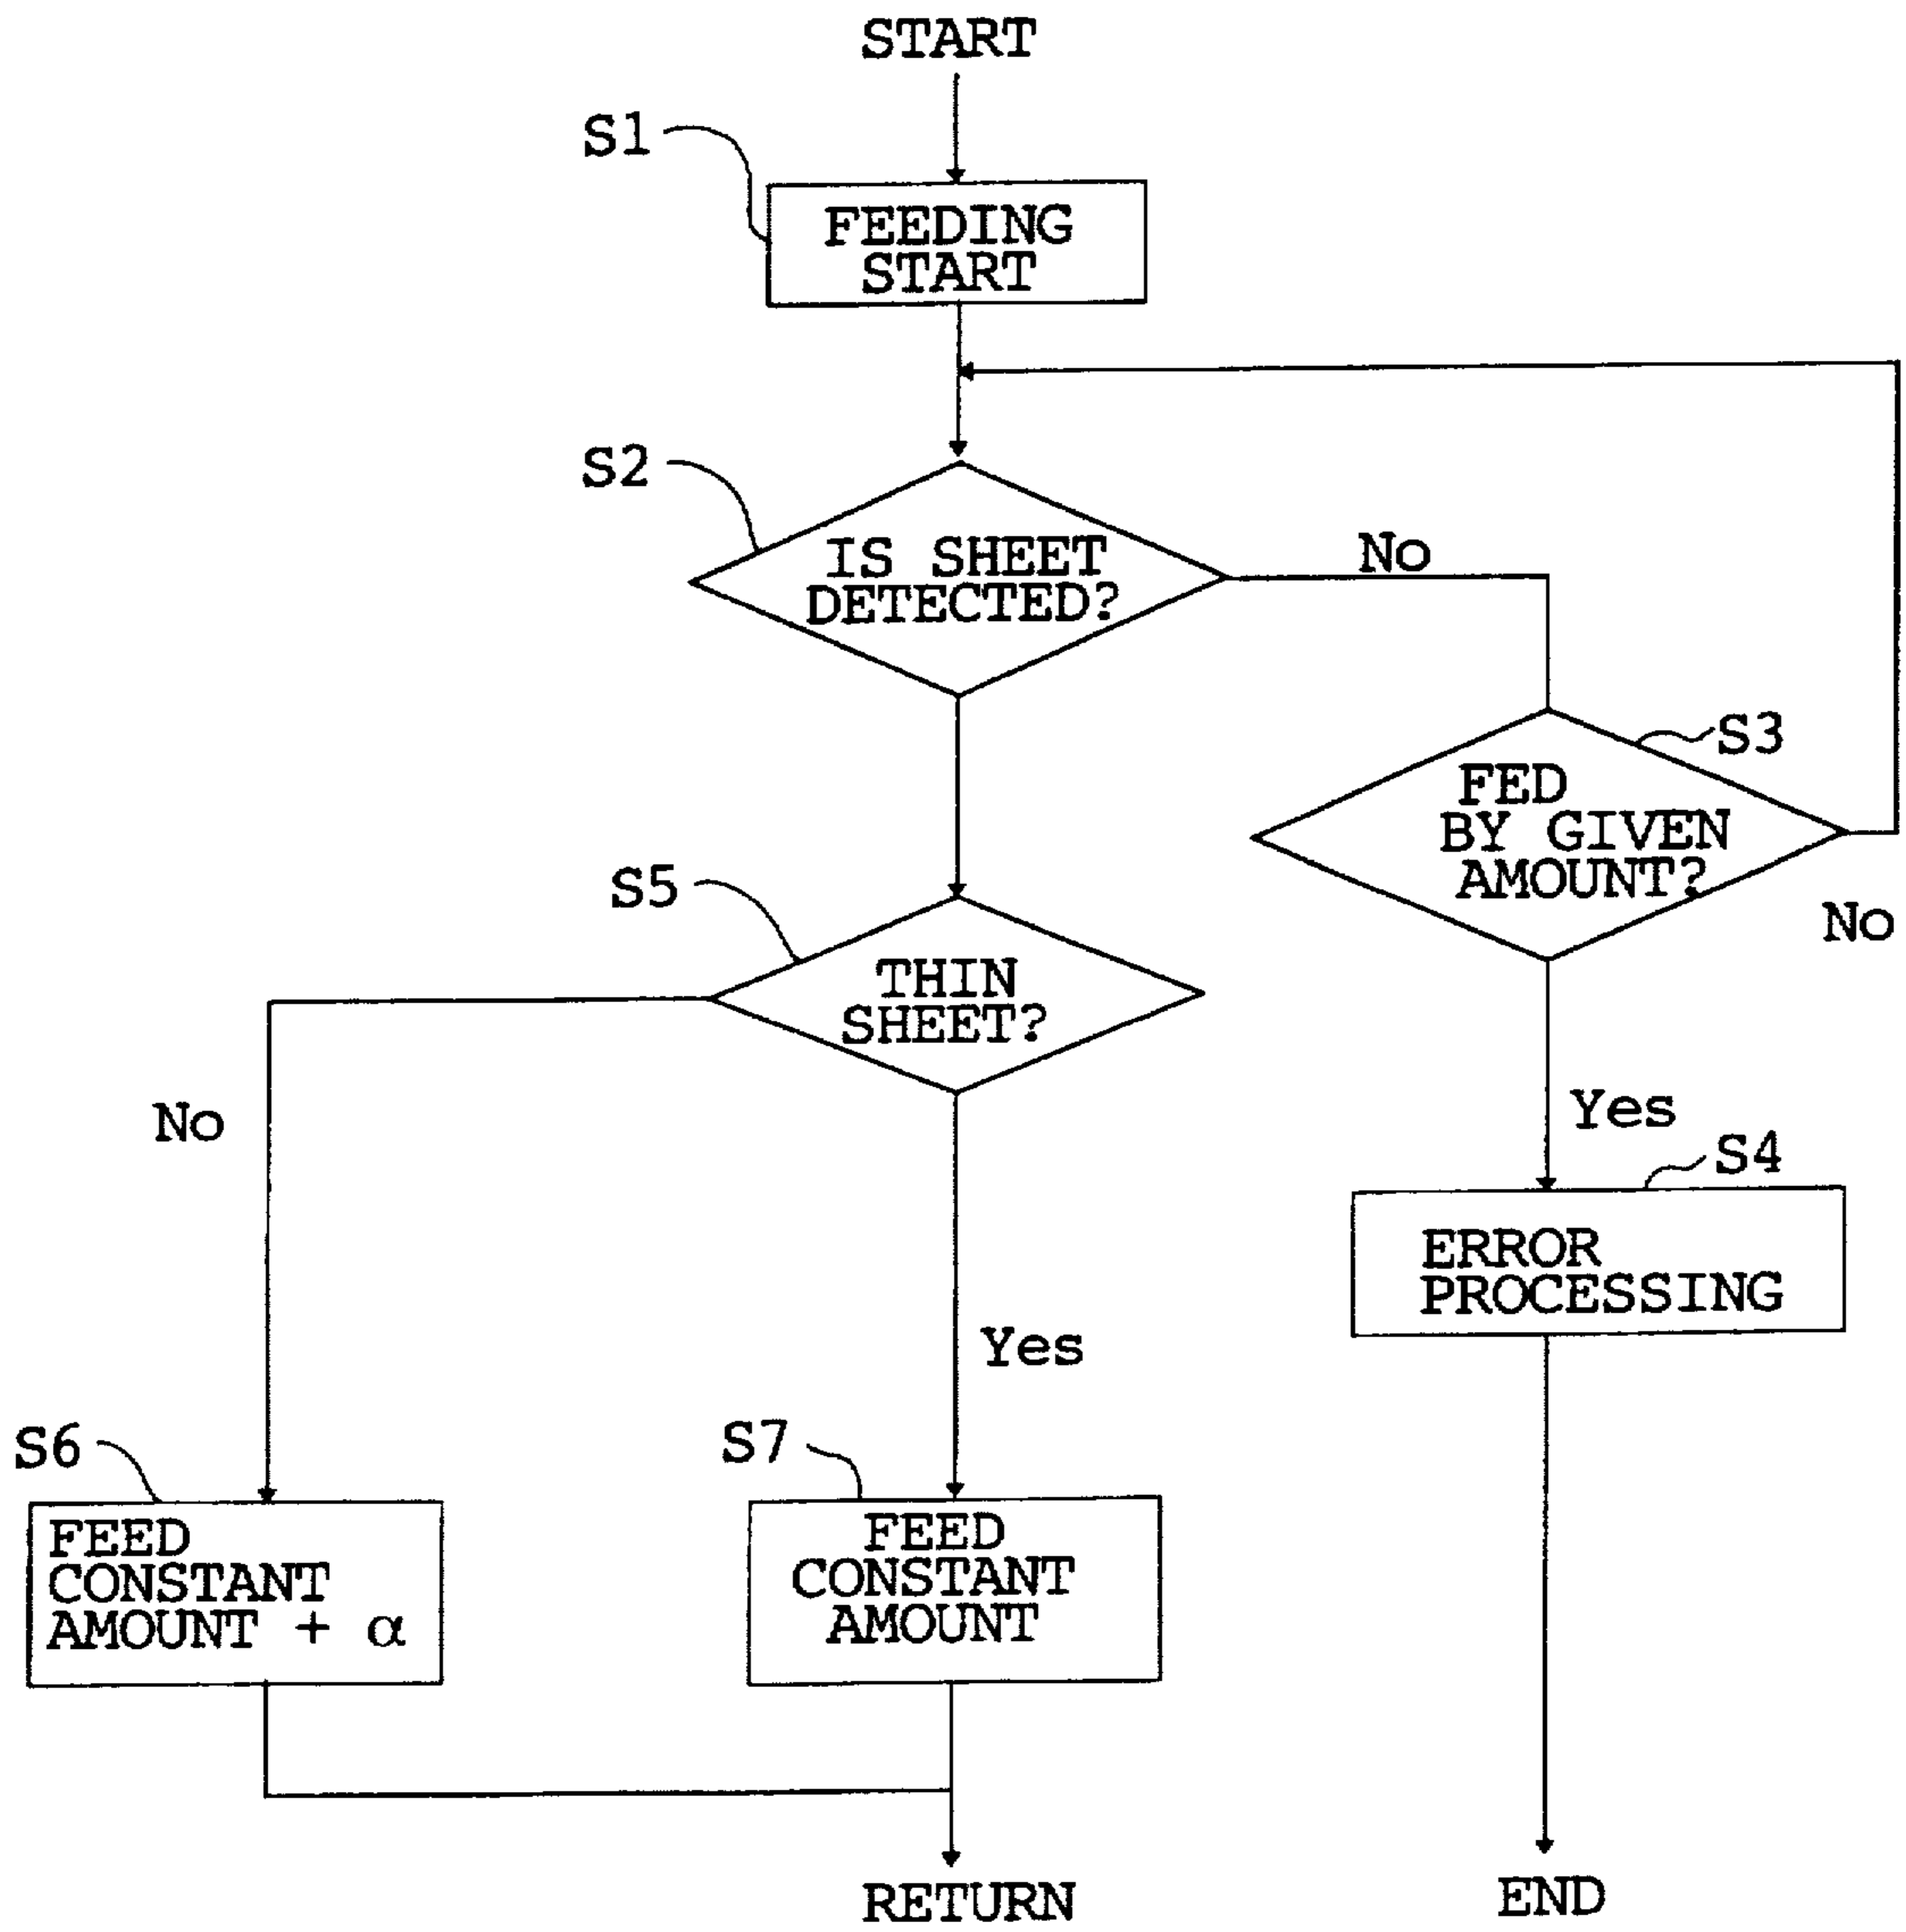 START
S1
FEEDING
START
S2
IS SHEET
DETECTED?
No
S3
FED
BY GIVEN
AMOUNT?
No
S5
THIN
SHEET?
No
Yes
S4
ERROR
PROCESSING
Yes
S6
FEED
CONSTANT
AMOUNT + α
S7
FEED
CONSTANT
AMOUNT
RETURN
END